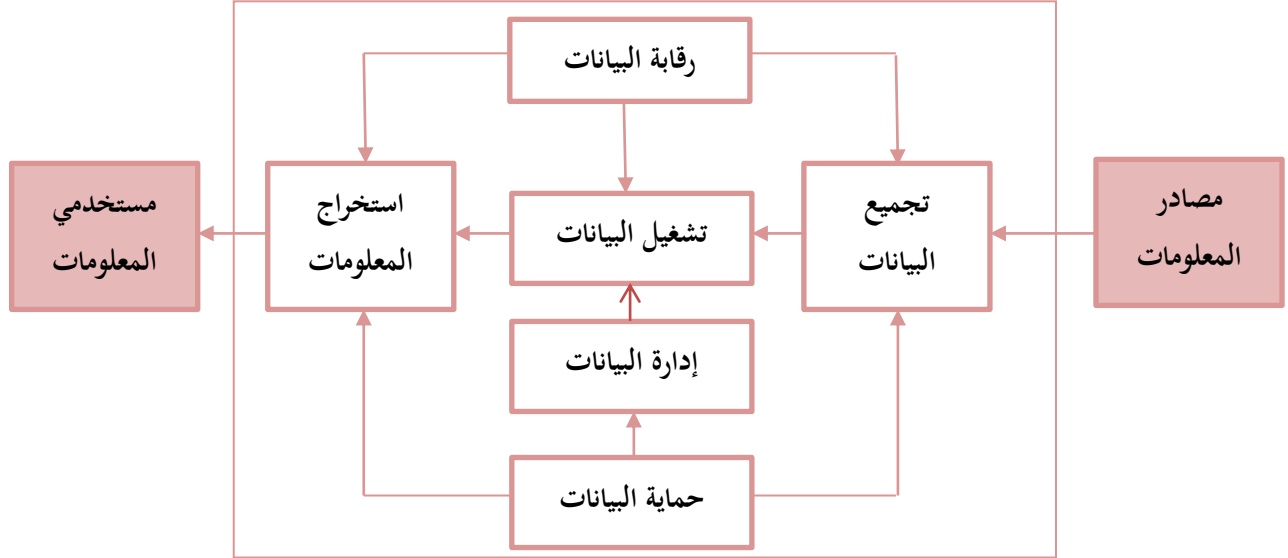 رقابة البيانات
مصادر
المعلومات
تجميع
البيانات
تشغيل البيانات
استخراج
المعلومات
مستخدمي
المعلومات
إدارة البيانات
حماية البيانات